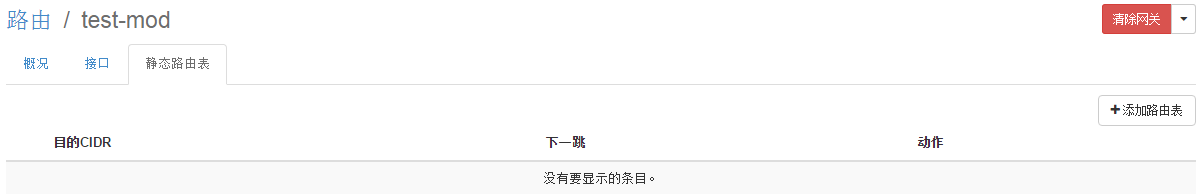 路由 / test-mod
清除网关
概况 接口 静态路由表
添加路由表
目的CIDR 下一跳 动作
没有要显示的条目。